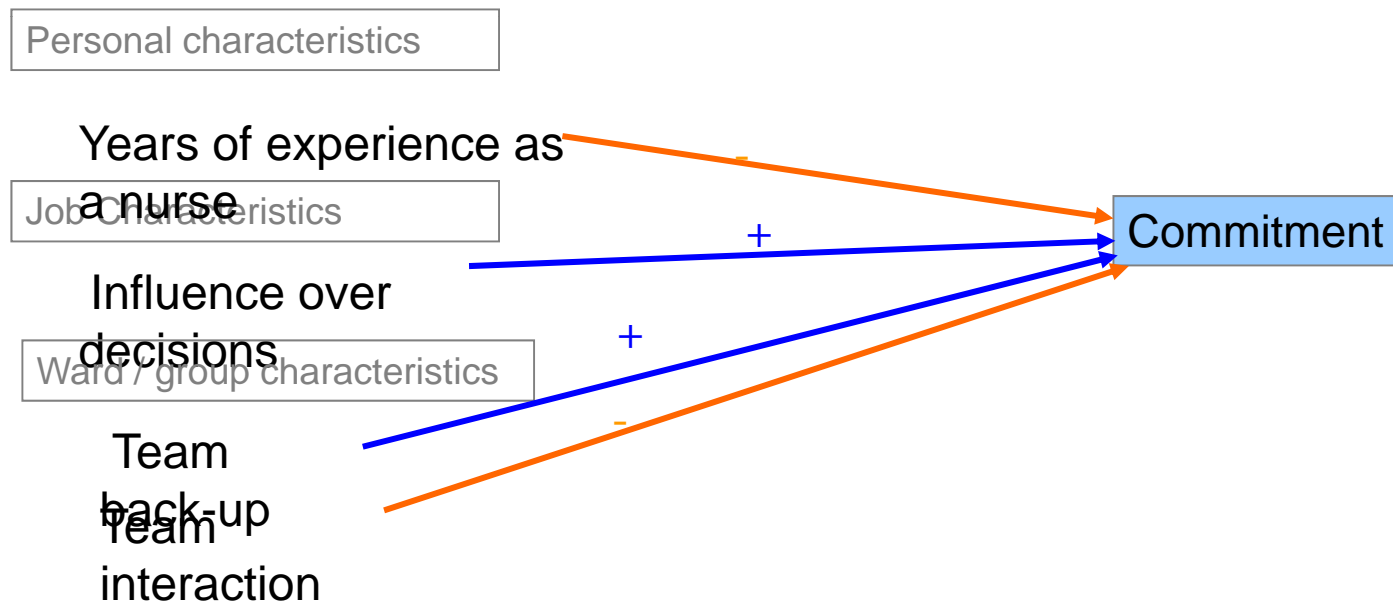 Personal characteristics
Years of experience as
a nurse
Job Characteristics
-
+
Commitment
Influence over
decisions
+
Ward / group characteristics
-
Team
back-up
Team
interaction